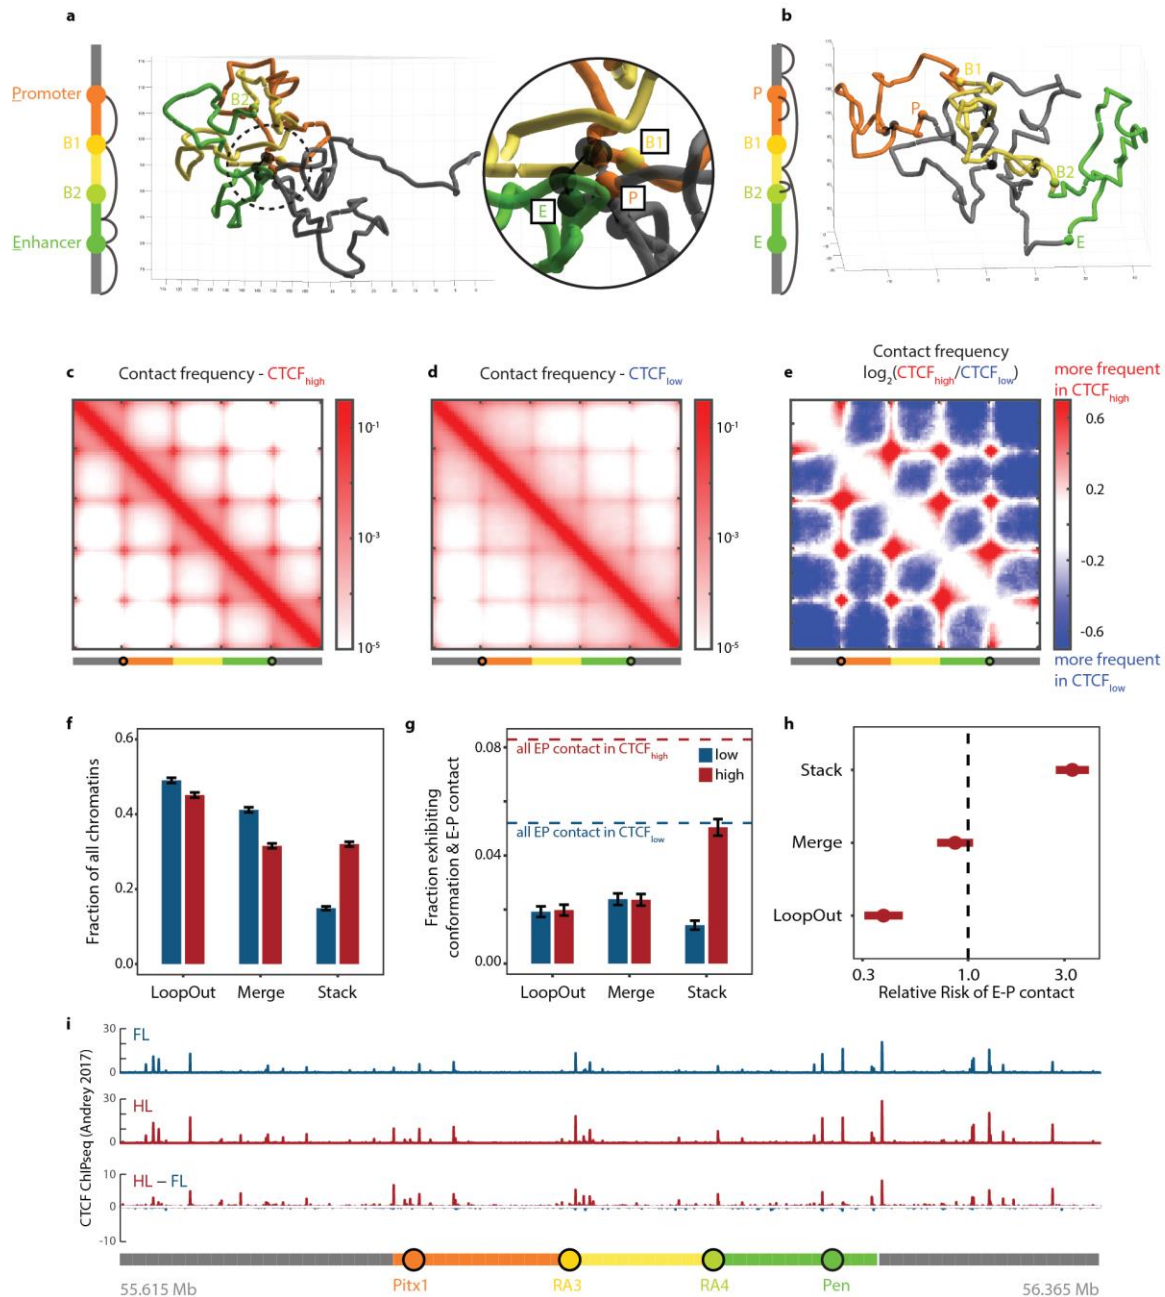 a
b
Promoter
B1
B2
Enhancer
B2
B1
E
P
P
B1
B2
E
P
B1
B2
E
c
Contact frequency - CTCFhigh
10-1
10-3
10-5
d
Contact frequency - CTCFlow
10-1
10-3
10-5
e
Contact frequency
log2(CTCFhigh/CTCFlow)
more frequent
in CTCFhigh
0.6
0.2
-0.2
-0.6
more frequent
in CTCFlow
f
Fraction of all chromatins
0.6
0.4
0.2
0.0
LoopOut Merge Stack
g
Fraction exhibiting
conformation & E-P contact
0.08
0.04
0.00
all EP contact in CTCFhigh
low
high
all EP contact in CTCFlow
LoopOut Merge Stack
h
Stack
Merge
LoopOut
0.3 1.0 3.0
Relative Risk of E-P contact
i
CTCF ChIPseq (Andrey 2017)
30
FL
0
30
HL
0
10
HL – FL
0
-10
Pitx1 RA3 RA4 Pen
55.615 Mb 56.365 Mb